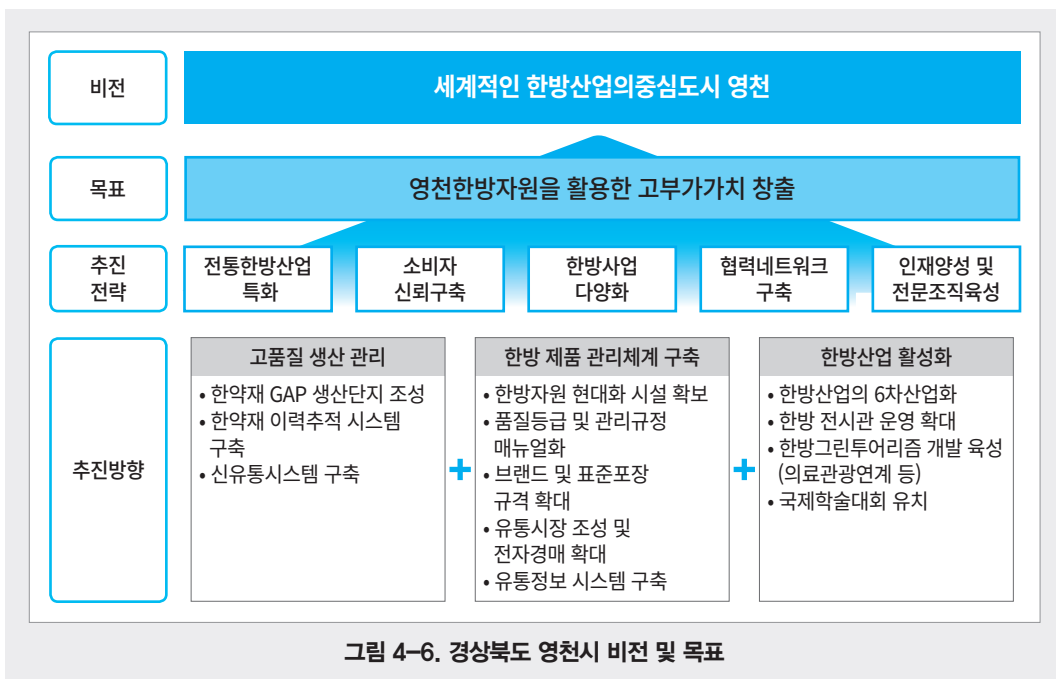 비전
세계적인 한방산업의중심도시 영천
목표
영천한방자원을 활용한 고부가가치 창출
추진
전략
전통한방산업
특화
소비자
신뢰구축
한방사업
다양화
협력네트워크
구축
인재양성 및
전문조직육성
추진방향
고품질 생산 관리
• 한약재 GAP 생산단지 조성
• 한약재 이력추적 시스템
구축
• 신유통시스템 구축
+
한방 제품 관리체계 구축
• 한방자원 현대화 시설 확보
• 품질등급 및 관리규정
매뉴얼화
• 브랜드 및 표준포장
규격 확대
• 유통시장 조성 및
전자경매 확대
• 유통정보 시스템 구축
+
한방산업 활성화
• 한방산업의 6차산업화
• 한방 전시관 운영 확대
• 한방그린투어리즘 개발 육성
(의료관광연계 등)
• 국제학술대회 유치
그림 4-6. 경상북도 영천시 비전 및 목표